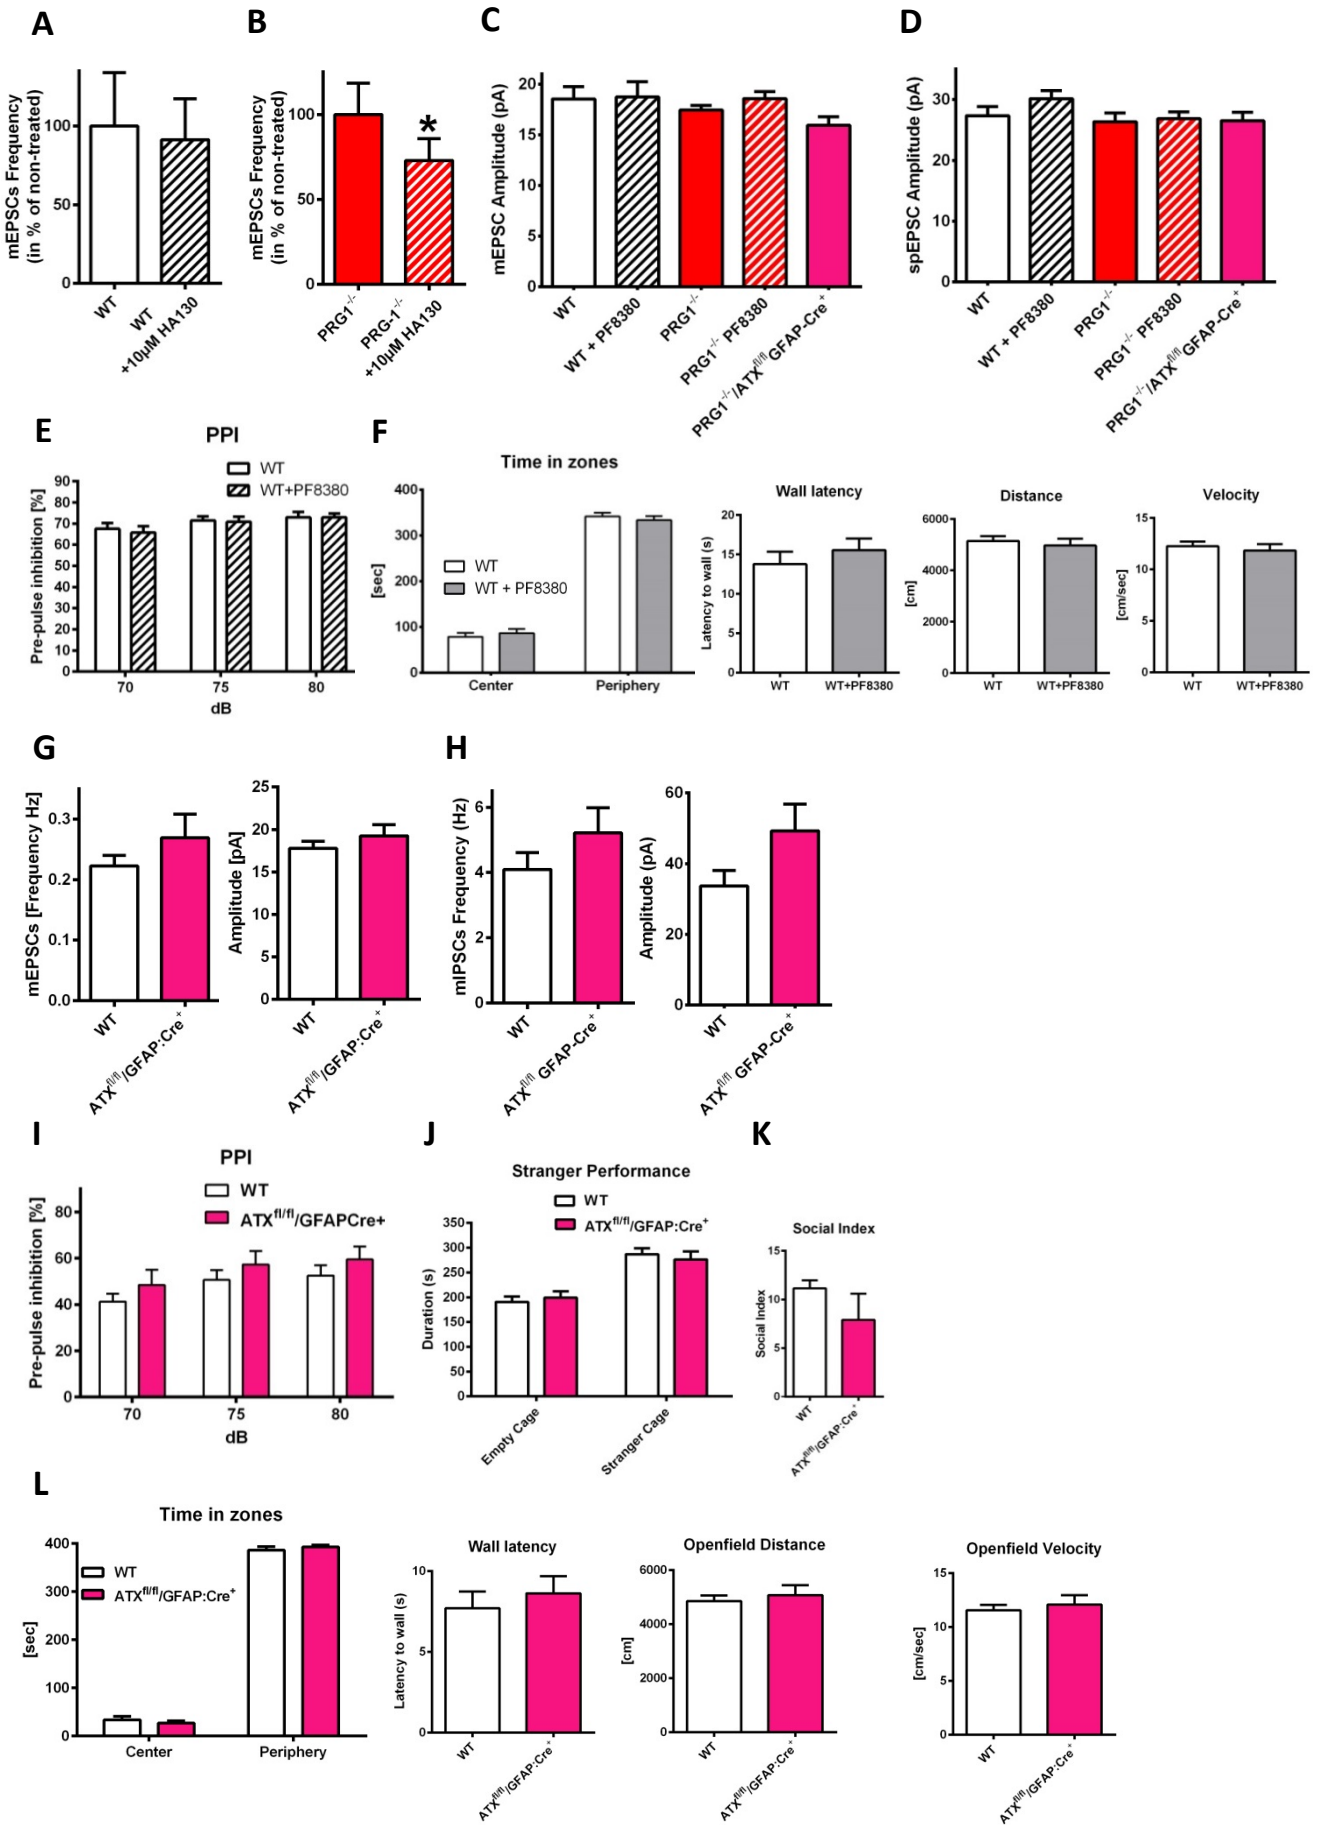 A
mEPSCs Frequency
(in % of non-treated)
100
50
0
WT
WT
+10µM HA130
B
mEPSCs Frequency
(in % of non-treated)
100
50
0
*
PRG1-/-
PRG-1-/-
+10µM HA130
C
mEPSC Amplitude (pA)
20
15
10
5
0
WT
WT + PF8380
PRG1-/-
PRG1-/- PF8380
PRG1-/-/ATXfl/fl GFAP-Cre+
D
spEPSC Amplitude (pA)
30
20
10
0
WT
WT + PF8380
PRG1-/-
PRG1-/- PF8380
PRG1-/-/ATXfl/fl GFAP-Cre+
E
PPI
WT
WT+PF8380
Pre-pulse inhibition [%]
90
80
70
60
50
40
30
20
10
0
70 75 80
dB
F
Time in zones
[sec]
400
300
200
100
0
WT
WT + PF8380
Center Periphery
Wall latency
Latency to wall (s)
20
15
10
5
0
WT WT+PF8380
Distance
[cm]
6000
4000
2000
0
WT WT+PF8380
Velocity
[cm/sec]
15
10
5
0
WT WT+PF8380
G
mEPSCs [Frequency Hz]
0.3
0.2
0.1
0.0
WT
ATXfl/fl/GFAP:Cre+
Amplitude [pA]
25
20
15
10
5
0
WT
ATXfl/fl/GFAP:Cre+
H
mIPSCs Frequency (Hz)
6
4
2
0
WT
ATXfl/fl GFAP-Cre+
Amplitude (pA)
60
40
20
0
WT
ATXfl/fl GFAP-Cre+
I
PPI
WT
ATXfl/fl/GFAPCre+
Pre-pulse inhibition [%]
80
60
40
20
0
70 75 80
dB
J
Stranger Performance
WT
ATXfl/fl/GFAP:Cre+
Duration (s)
350
300
250
200
150
100
50
0
Empty Cage
Stranger Cage
K
Social Index
Social Index
15
10
5
0
WT
ATXfl/fl/GFAP:Cre+
L
Time in zones
[sec]
400
300
200
100
0
WT
ATXfl/fl/GFAP:Cre+
Center Periphery
Wall latency
Latency to wall (s)
10
5
0
WT
ATXfl/fl/GFAP:Cre+
Openfield Distance
[cm]
6000
4000
2000
0
WT
ATXfl/fl/GFAP:Cre+
Openfield Velocity
[cm/sec]
15
10
5
0
WT
ATXfl/fl/GFAP:Cre+